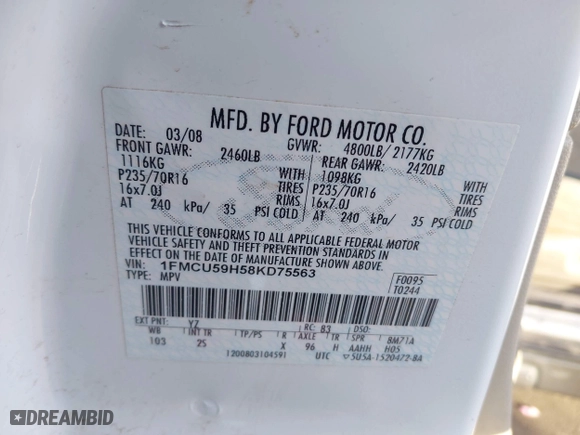 MFD. BY FORD MOTOR CO.
DATE: 03/08 GVWR: 4800LB/ 2177KG
FRONT GAWR: 2460LB REAR GAWR: 2420LB
1116KG WITH 1098KG WITH
P235/70R16 TIRES P235/70R16 TIRES
16x7.0J RIMS 16x7.0J RIMS
AT 240 kPa/ 35 PSI COLD AT 240 kPa/ 35 PSI COLD
THIS VEHICLE CONFORMS TO ALL APPLICABLE FEDERAL MOTOR
VEHICLE SAFETY AND THEFT PREVENTION STANDARDS IN
EFFECT ON THE DATE OF MANUFACTURE SHOWN ABOVE.
VIN: 1FMCU59H58KD75563 F0095
TYPE: MPV T0244
EXT PNT: YZ RC: 83 DSO:
WB INT TR TP/PS R AXLE TR SPR 8M71A
103 2S X 96 H AAHH H05
1200803104591 UTC 5U5A-1520472-BA
DREAMBID